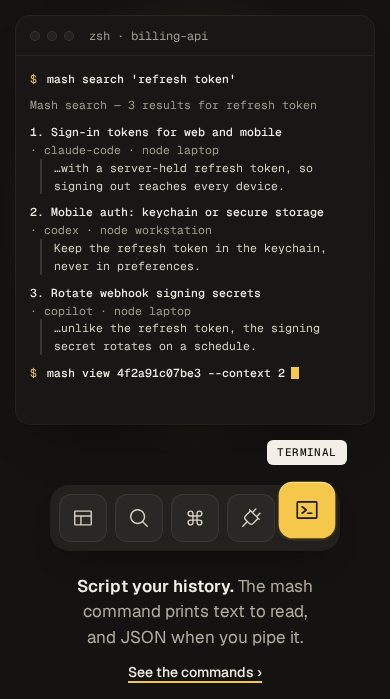 zsh · billing-api
$ mash search 'refresh token'
Mash search — 3 results for refresh token
1. Sign-in tokens for web and mobile
· claude-code · node laptop
…with a server-held refresh token, so
signing out reaches every device.
2. Mobile auth: keychain or secure storage
· codex · node workstation
Keep the refresh token in the keychain,
never in preferences.
3. Rotate webhook signing secrets
· copilot · node laptop
…unlike the refresh token, the signing
secret rotates on a schedule.
$ mash view 4f2a91c07be3 --context 2
TERMINAL
Script your history. The mash
command prints text to read,
and JSON when you pipe it.
See the commands ›